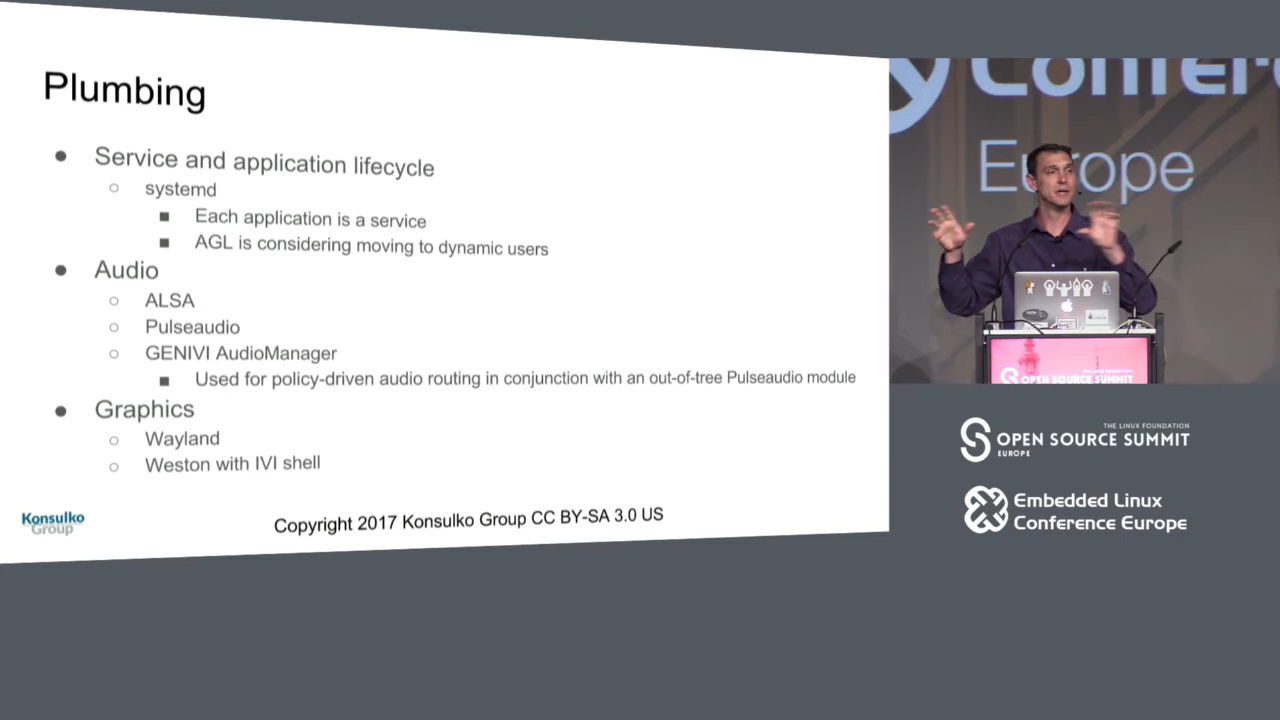 Plumbing
● Service and application lifecycle
○ systemd
■ Each application is a service
■ AGL is considering moving to dynamic users
● Audio
○ ALSA
○ Pulseaudio
○ GENIVI AudioManager
■ Used for policy-driven audio routing in conjunction with an out-of-tree Pulseaudio module
● Graphics
○ Wayland
○ Weston with IVI shell
Konsulko
Group
Copyright 2017 Konsulko Group CC BY-SA 3.0 US
Europe
OPEN SOURCE SUMMIT
THE LINUX FOUNDATION
OPEN SOURCE SUMMIT
EUROPE
Embedded Linux
Conference Europe